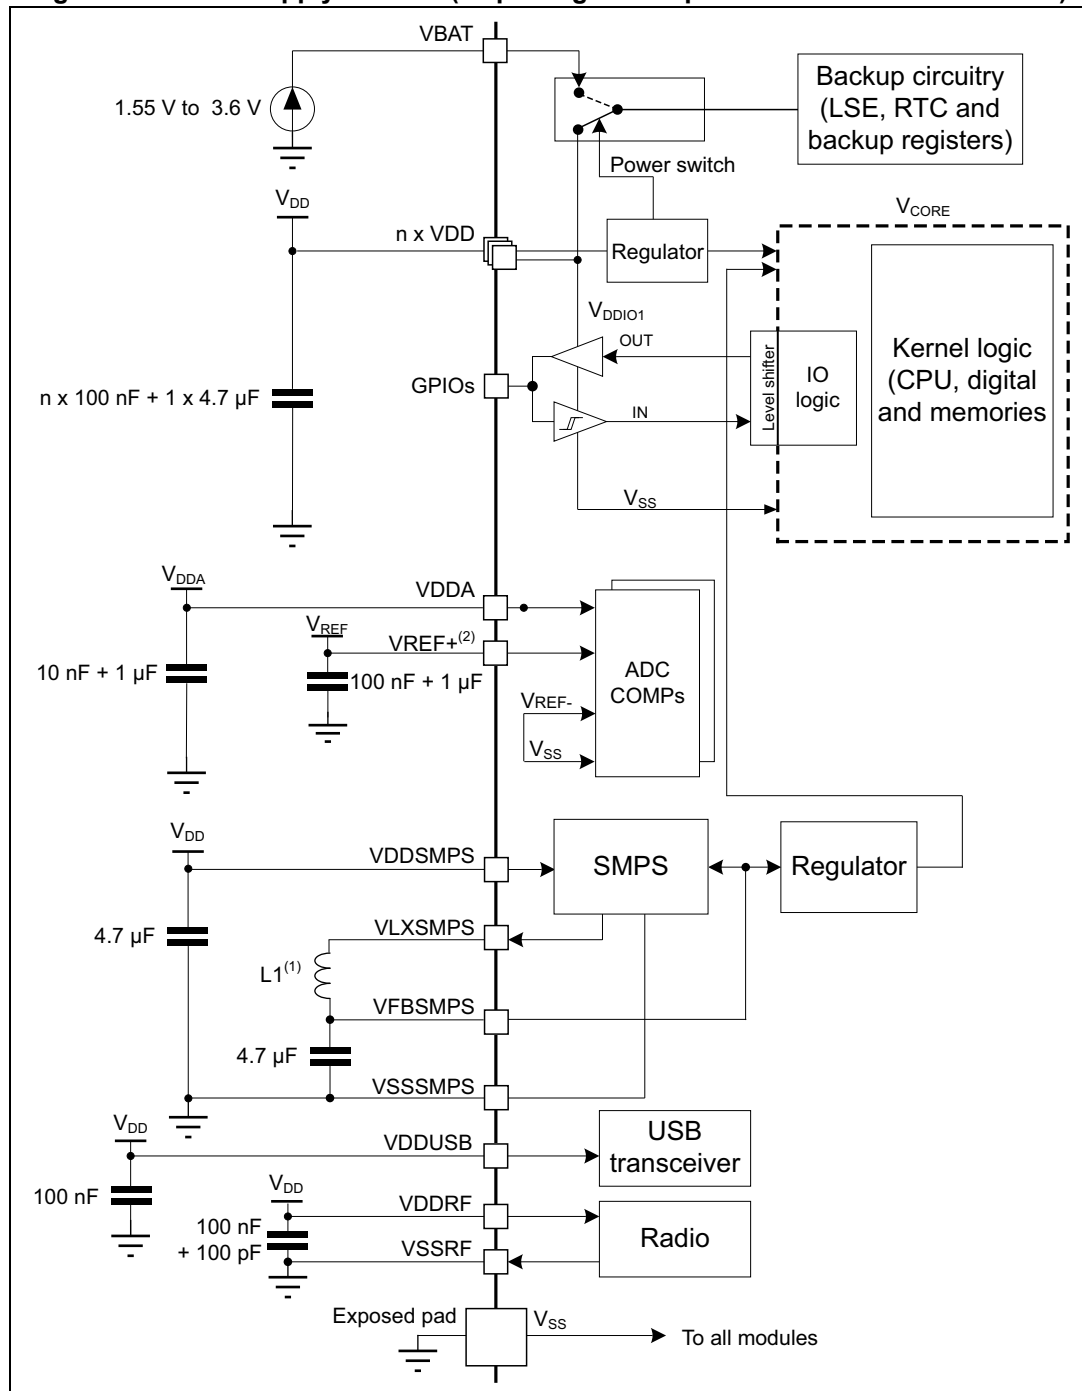 VBAT
1.55 V to 3.6 V
Backup circuitry
(LSE, RTC and
backup registers)
Power switch
VDD
n x VDD
Regulator
VCORE
VDDIO1
OUT
GPIOs
IN
Level shifter
IO
logic
Kernel logic
(CPU, digital
and memories
n x 100 nF + 1 x 4.7 µF
VSS
VDDA
VDDA
VREF
VREF+(2)
10 nF + 1 µF
100 nF + 1 µF
ADC
COMPs
VREF-
VSS
VDD
VDDSMPS
SMPS
Regulator
4.7 µF
VLXSMPS
L1(1)
VFBSMPS
4.7 µF
VSSSMPS
VDD
VDDUSB
USB
transceiver
100 nF
VDD
VDDRF
100 nF
+ 100 pF
VSSRF
Radio
Exposed pad
VSS
To all modules